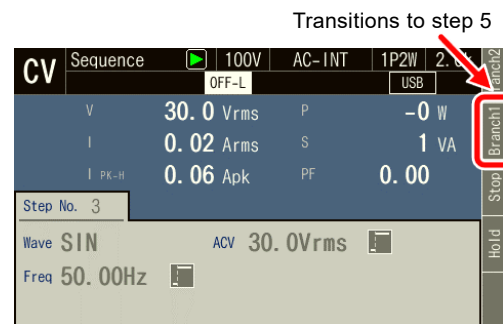 Transitions to step 5
CV Sequence 100V AC-INT 1P2W
OFF-L USB
V 30.0 Vrms P -0 W
I 0.02 Arms S 1 VA
I PK-H 0.06 Apk PF 0.00
Step No. 3
Wave SIN ACV 30.0Vrms
Freq 50.00Hz
Branch1
Stop
Hold